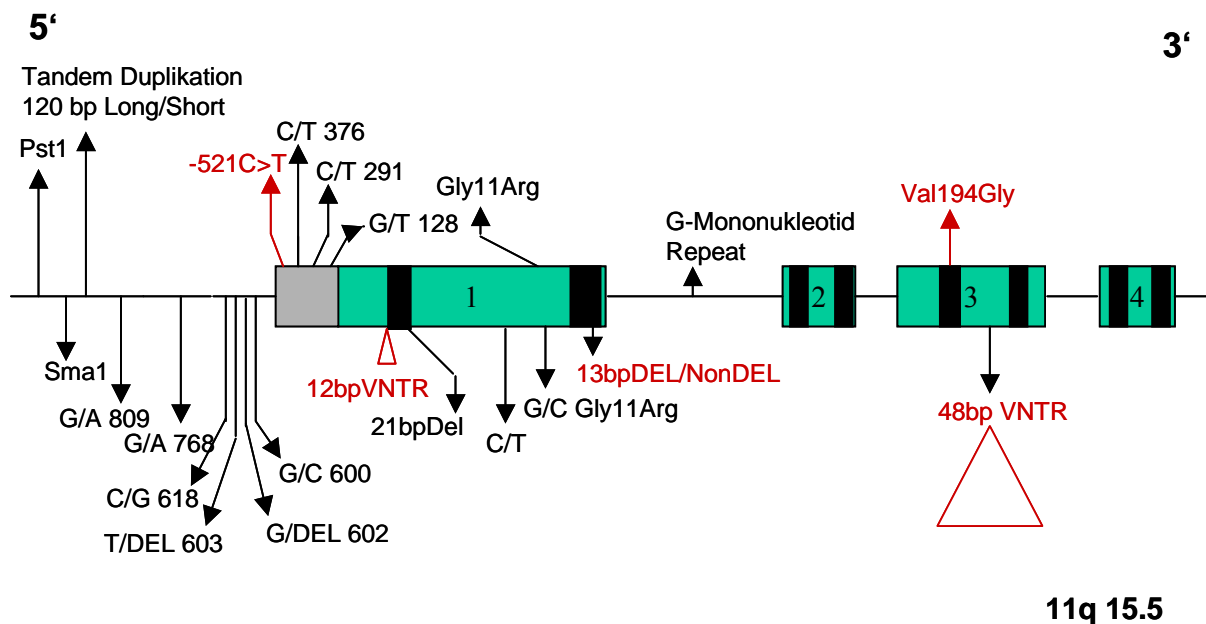 5‘
3‘
Tandem Duplikation
120 bp Long/Short
Pst1
C/T 376
-521C>T
C/T 291
G/T 128
Gly11Arg
G-Mononukleotid
Repeat
Val194Gly
1
2
3
4
Sma1
G/A 809
G/A 768
C/G 618
T/DEL 603
G/DEL 602
G/C 600
12bpVNTR
21bpDel
C/T
G/C Gly11Arg
13bpDEL/NonDEL
48bp VNTR
11q 15.5